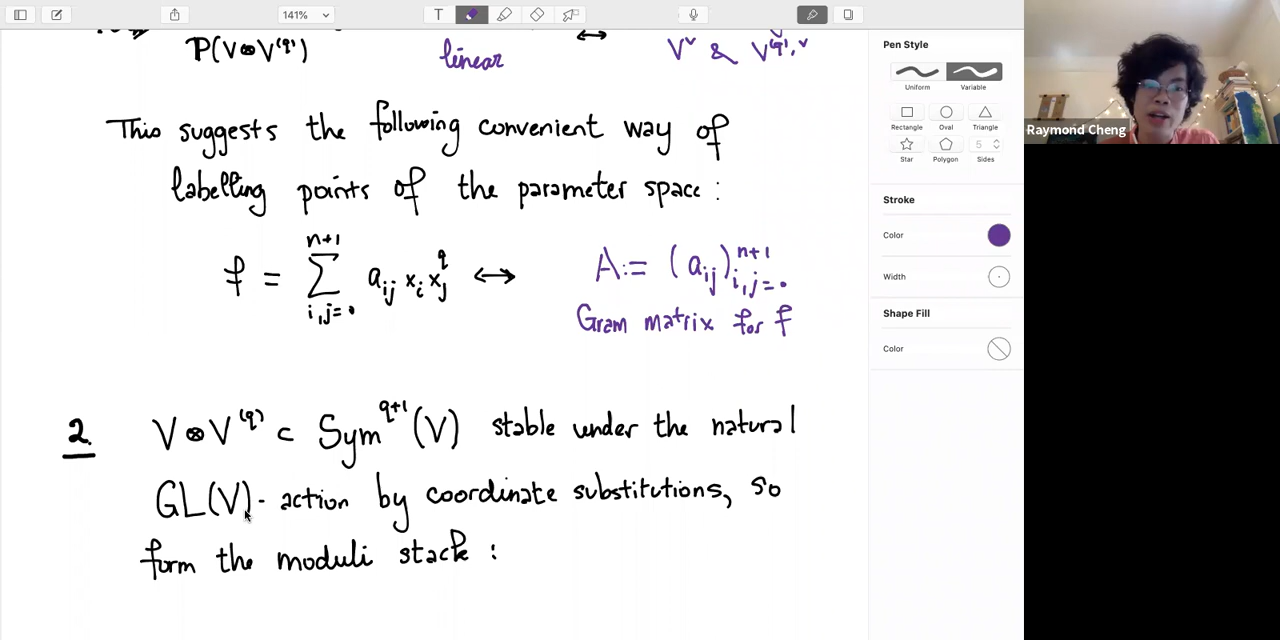 141%
T
P(V⊗V^(q))
linear
↔
V^∨ & V^(q),∨
This suggests the following convenient way of
labelling points of the parameter space :
f = Σ_{i,j=0}^{n+1} a_ij x_i x_j^q ↔ A := (a_ij)_{i,j=0}^{n+1}
Gram matrix for f
2. V⊗V^(q) ⊂ Sym^{q+1}(V) stable under the natural
GL(V)- action by coordinate substitutions, so
form the moduli stack :
Pen Style
Uniform Variable
Rectangle Oval Triangle
5
Star Polygon Sides
Stroke
Color
Width
Shape Fill
Color
Raymond Cheng